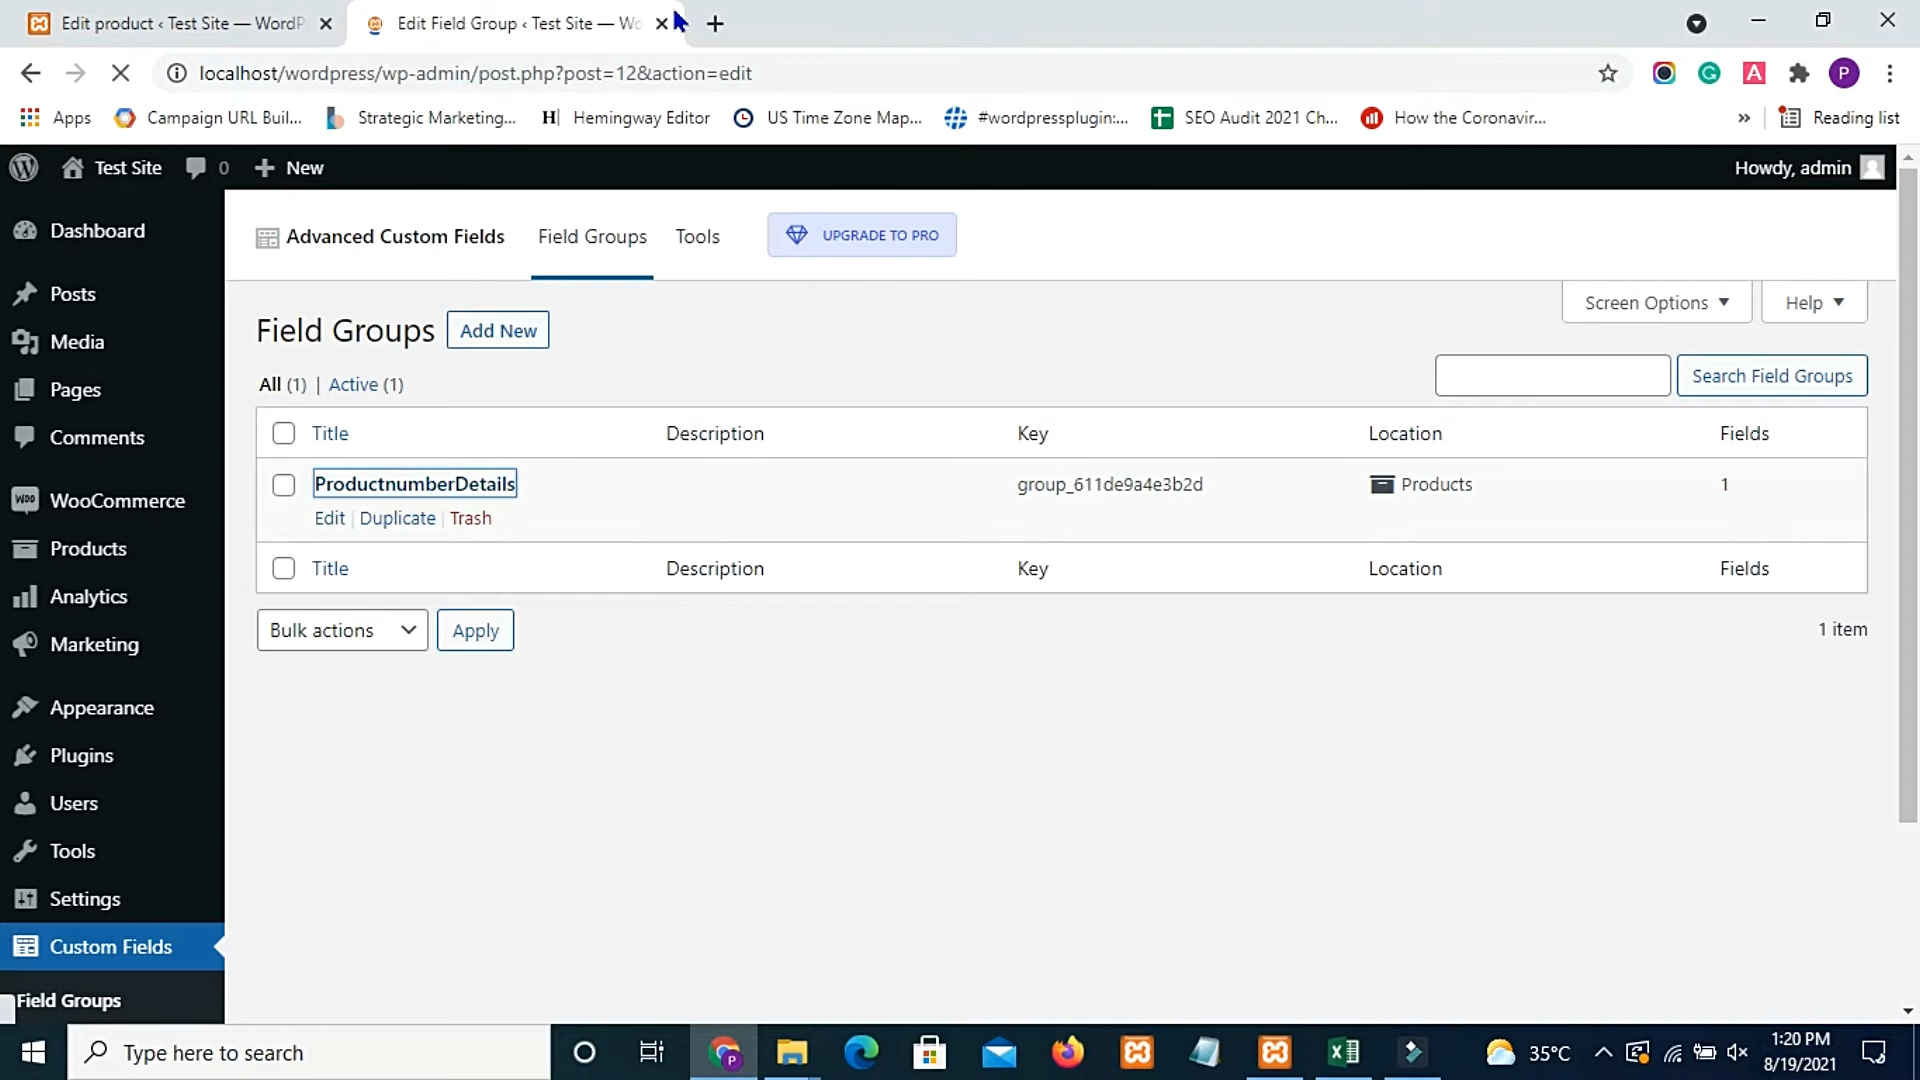 Edit product ‹ Test Site — WordP
Edit Field Group ‹ Test Site — Wo
localhost/wordpress/wp-admin/post.php?post=12&action=edit
P
Apps
Campaign URL Buil...
Strategic Marketing...
H
Hemingway Editor
US Time Zone Map...
#wordpressplugin:...
SEO Audit 2021 Ch...
How the Coronavir...
»
Reading list
Test Site
0
New
Howdy, admin
Dashboard
Posts
Media
Pages
Comments
WooCommerce
Products
Analytics
Marketing
Appearance
Plugins
Users
Tools
Settings
Custom Fields
Field Groups
Advanced Custom Fields
Field Groups
Tools
UPGRADE TO PRO
Screen Options
Help
Field Groups
Add New
All (1) | Active (1)
Search Field Groups
Title Description Key Location Fields
ProductnumberDetails group_611de9a4e3b2d Products 1
Edit | Duplicate | Trash
Title Description Key Location Fields
Bulk actions
Apply
1 item
Type here to search
35°C
1:20 PM
8/19/2021